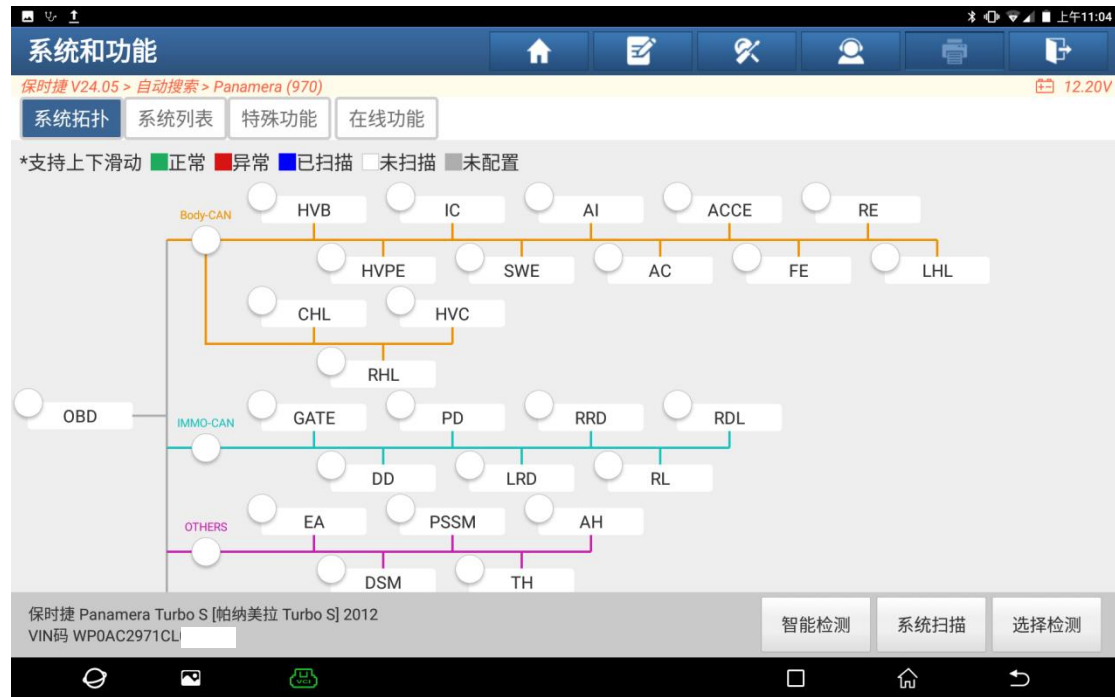 上午11:04
系统和功能
保时捷 V24.05 > 自动搜索 > Panamera (970)
12.20V
系统拓扑 系统列表 特殊功能 在线功能
*支持上下滑动 正常 异常 已扫描 未扫描 未配置
HVB IC AI ACCE RE
Body-CAN
HVPE SWE AC FE LHL
CHL HVC
RHL
OBD
GATE PD RRD RDL
IMMO-CAN
DD LRD RL
EA PSSM AH
OTHERS
DSM TH
保时捷 Panamera Turbo S [帕纳美拉 Turbo S] 2012
VIN码 WP0AC2971CL
智能检测 系统扫描 选择检测
VCI